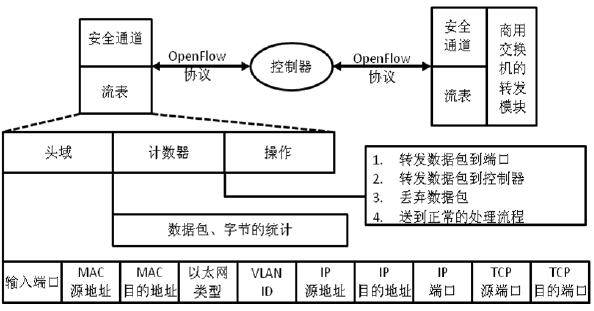 安全通道
流表
OpenFlow
协议
控制器
OpenFlow
协议
安全
通道
流表
商用
交换
机的
转发
模块
头域
计数器
操作
1. 转发数据包到端口
2. 转发数据包到控制器
3. 丢弃数据包
4. 送到正常的处理流程
数据包、字节的统计
输入端口
MAC
源地址
MAC
目的地址
以太网
类型
VLAN
ID
IP
源地址
IP
目的地址
IP
端口
TCP
源端口
TCP
目的端口